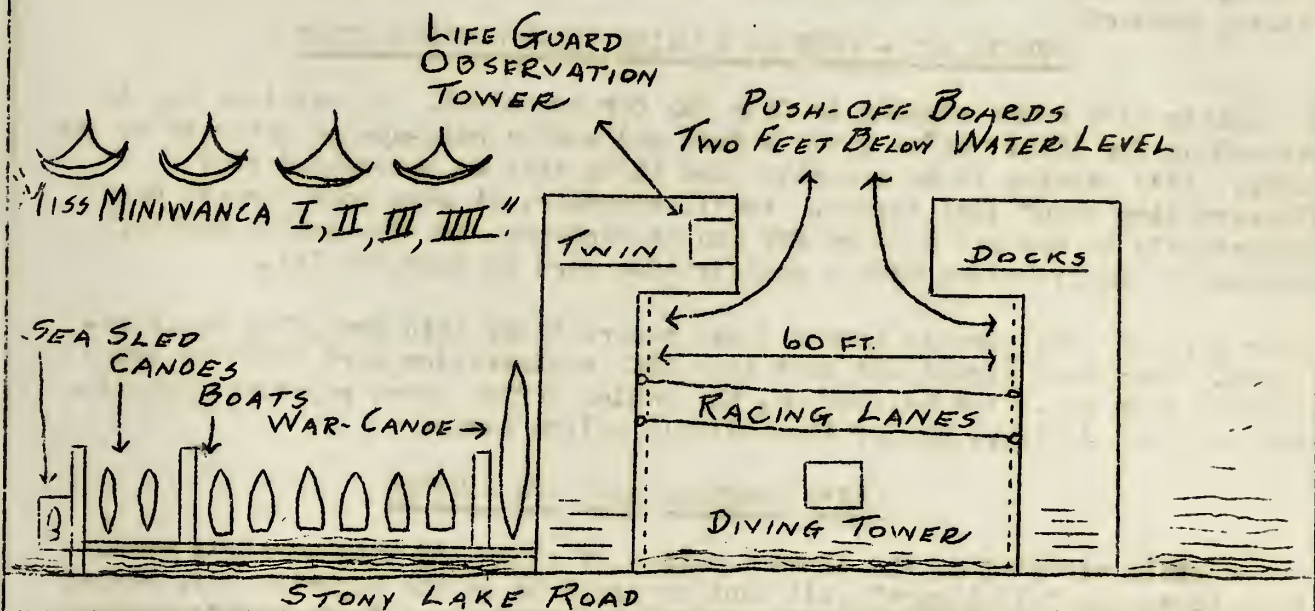 LIFE GUARD
OBSERVATION
TOWER
PUSH-OFF BOARDS
TWO FEET BELOW WATER LEVEL
"MISS MINIWANCA I, II, III, IIII."
TWIN
DOCKS
SEA SLED
CANOES
BOATS
WAR-CANOE
60 FT.
RACING LANES
DIVING TOWER
STONY LAKE ROAD